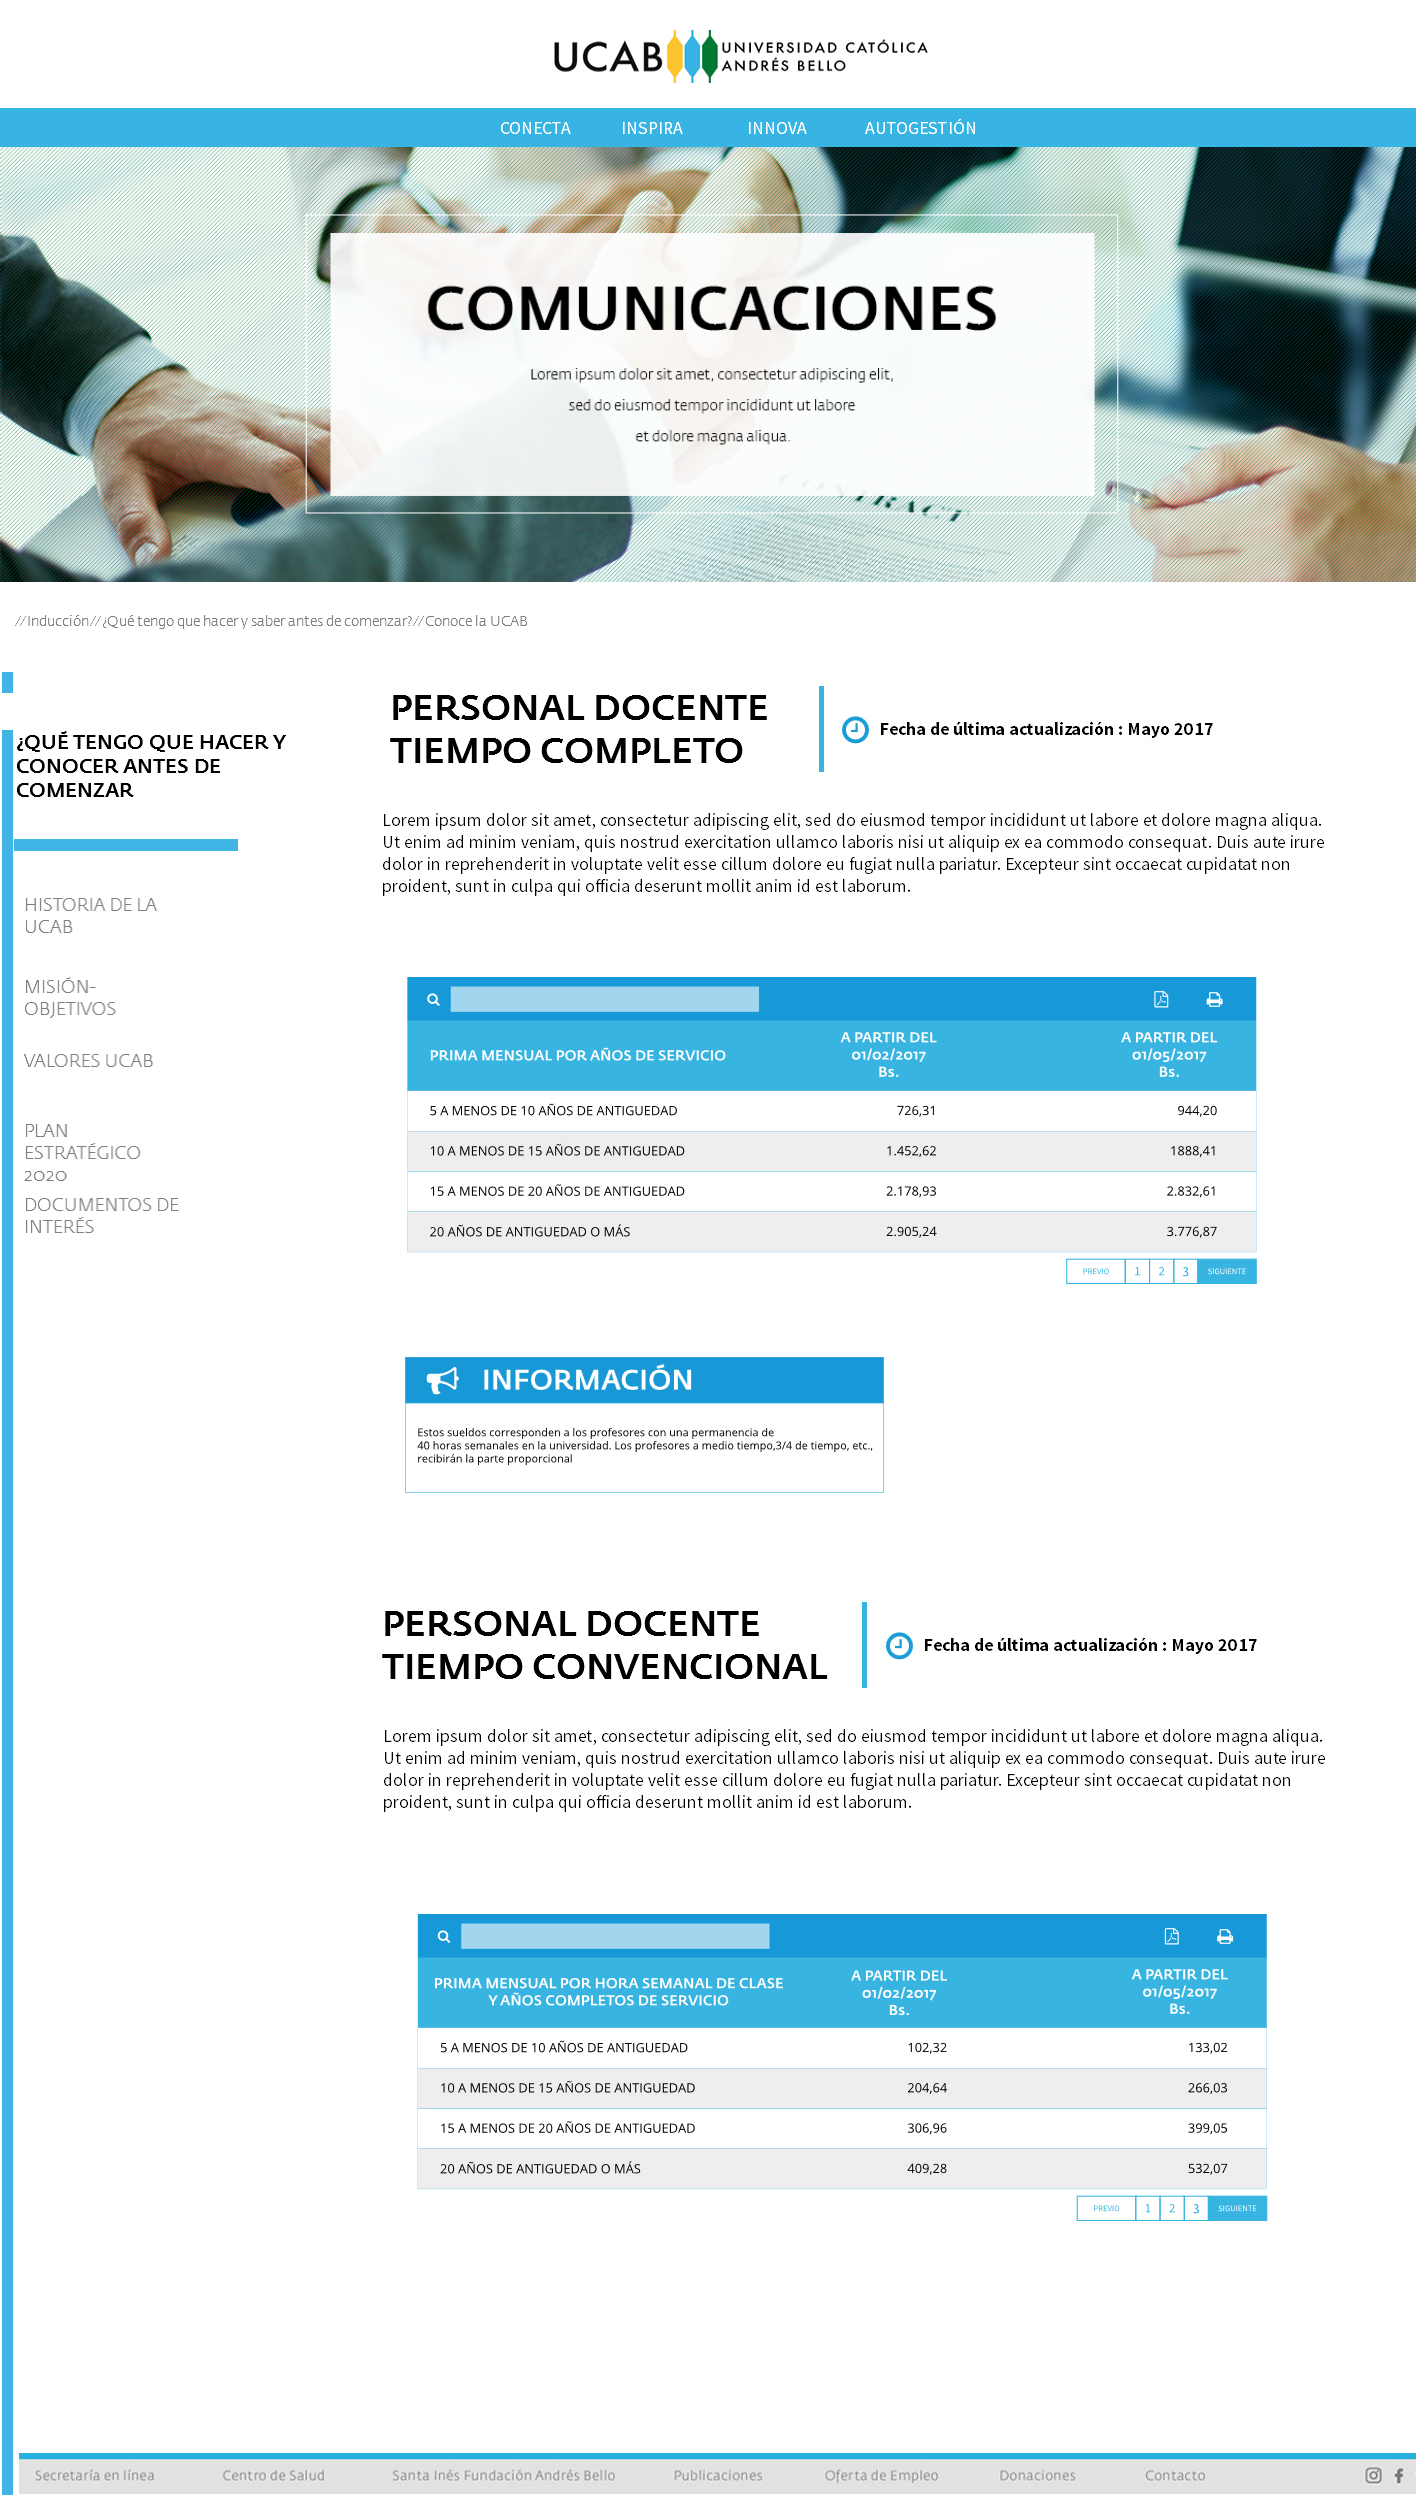 UCAB UNIVERSIDAD CATÓLICA
ANDRÉS BELLO
CONECTA INSPIRA INNOVA AUTOGESTIÓN
COMUNICACIONES
Lorem ipsum dolor sit amet, consectetur adipiscing elit,
sed do eiusmod tempor incididunt ut labore
et dolore magna aliqua.
CONTRACT
//Inducción//¿Qué tengo que hacer y saber antes de comenzar?//Conoce la UCAB
¿QUÉ TENGO QUE HACER Y
CONOCER ANTES DE
COMENZAR
HISTORIA DE LA
UCAB
MISIÓN-
OBJETIVOS
VALORES UCAB
PLAN
ESTRATÉGICO
2020
DOCUMENTOS DE
INTERÉS
PERSONAL DOCENTE
TIEMPO COMPLETO
Fecha de última actualización : Mayo 2017
Lorem ipsum dolor sit amet, consectetur adipiscing elit, sed do eiusmod tempor incididunt ut labore et dolore magna aliqua.
Ut enim ad minim veniam, quis nostrud exercitation ullamco laboris nisi ut aliquip ex ea commodo consequat. Duis aute irure
dolor in reprehenderit in voluptate velit esse cillum dolore eu fugiat nulla pariatur. Excepteur sint occaecat cupidatat non
proident, sunt in culpa qui officia deserunt mollit anim id est laborum.
PRIMA MENSUAL POR AÑOS DE SERVICIO
A PARTIR DEL
01/02/2017
Bs.
A PARTIR DEL
01/05/2017
Bs.
5 A MENOS DE 10 AÑOS DE ANTIGUEDAD 726,31 944,20
10 A MENOS DE 15 AÑOS DE ANTIGUEDAD 1.452,62 1888,41
15 A MENOS DE 20 AÑOS DE ANTIGUEDAD 2.178,93 2.832,61
20 AÑOS DE ANTIGUEDAD O MÁS 2.905,24 3.776,87
PREVIO 1 2 3 SIGUIENTE
INFORMACIÓN
Estos sueldos corresponden a los profesores con una permanencia de
40 horas semanales en la universidad. Los profesores a medio tiempo,3/4 de tiempo, etc.,
recibirán la parte proporcional
PERSONAL DOCENTE
TIEMPO CONVENCIONAL
Fecha de última actualización : Mayo 2017
Lorem ipsum dolor sit amet, consectetur adipiscing elit, sed do eiusmod tempor incididunt ut labore et dolore magna aliqua.
Ut enim ad minim veniam, quis nostrud exercitation ullamco laboris nisi ut aliquip ex ea commodo consequat. Duis aute irure
dolor in reprehenderit in voluptate velit esse cillum dolore eu fugiat nulla pariatur. Excepteur sint occaecat cupidatat non
proident, sunt in culpa qui officia deserunt mollit anim id est laborum.
PRIMA MENSUAL POR HORA SEMANAL DE CLASE
Y AÑOS COMPLETOS DE SERVICIO
A PARTIR DEL
01/02/2017
Bs.
A PARTIR DEL
01/05/2017
Bs.
5 A MENOS DE 10 AÑOS DE ANTIGUEDAD 102,32 133,02
10 A MENOS DE 15 AÑOS DE ANTIGUEDAD 204,64 266,03
15 A MENOS DE 20 AÑOS DE ANTIGUEDAD 306,96 399,05
20 AÑOS DE ANTIGUEDAD O MÁS 409,28 532,07
PREVIO 1 2 3 SIGUIENTE
Secretaría en línea Centro de Salud Santa Inés Fundación Andrés Bello Publicaciones Oferta de Empleo Donaciones Contacto